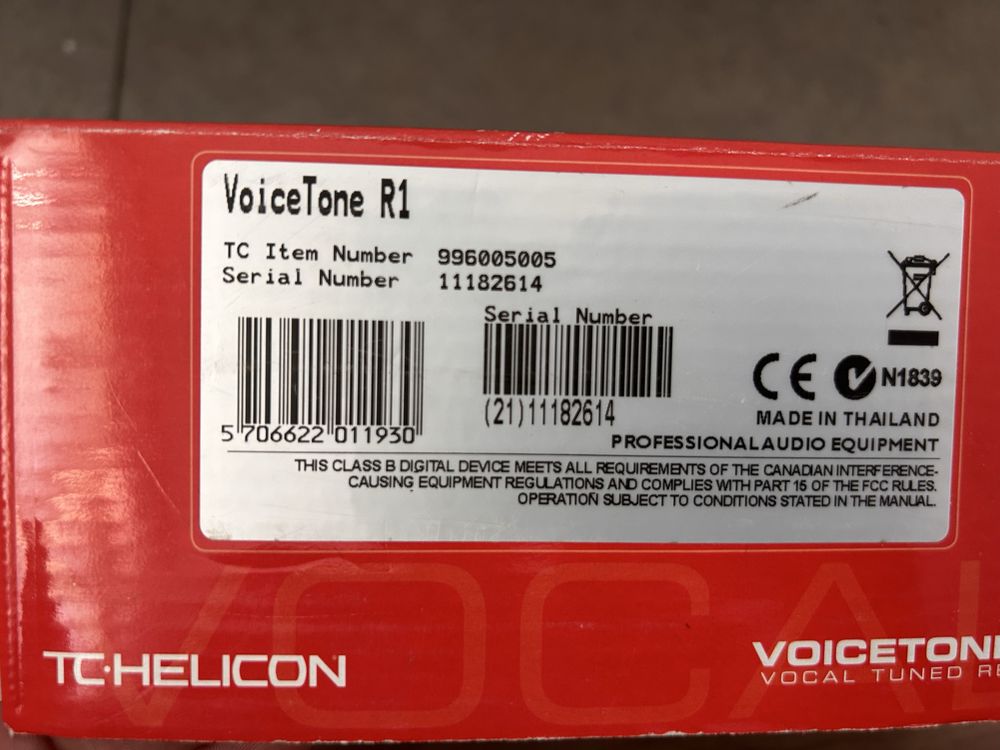 VoiceTone R1
TC Item Number 996005005
Serial Number 11182614
Serial Number
(21)11182614
5 706622 011930
CE N1839
MADE IN THAILAND
PROFESSIONAL AUDIO EQUIPMENT
THIS CLASS B DIGITAL DEVICE MEETS ALL REQUIREMENTS OF THE CANADIAN INTERFERENCE-
CAUSING EQUIPMENT REGULATIONS AND COMPLIES WITH PART 15 OF THE FCC RULES.
OPERATION SUBJECT TO CONDITIONS STATED IN THE MANUAL.
VOCAL
TC·HELICON
VOICETONE
VOCAL TUNED RE